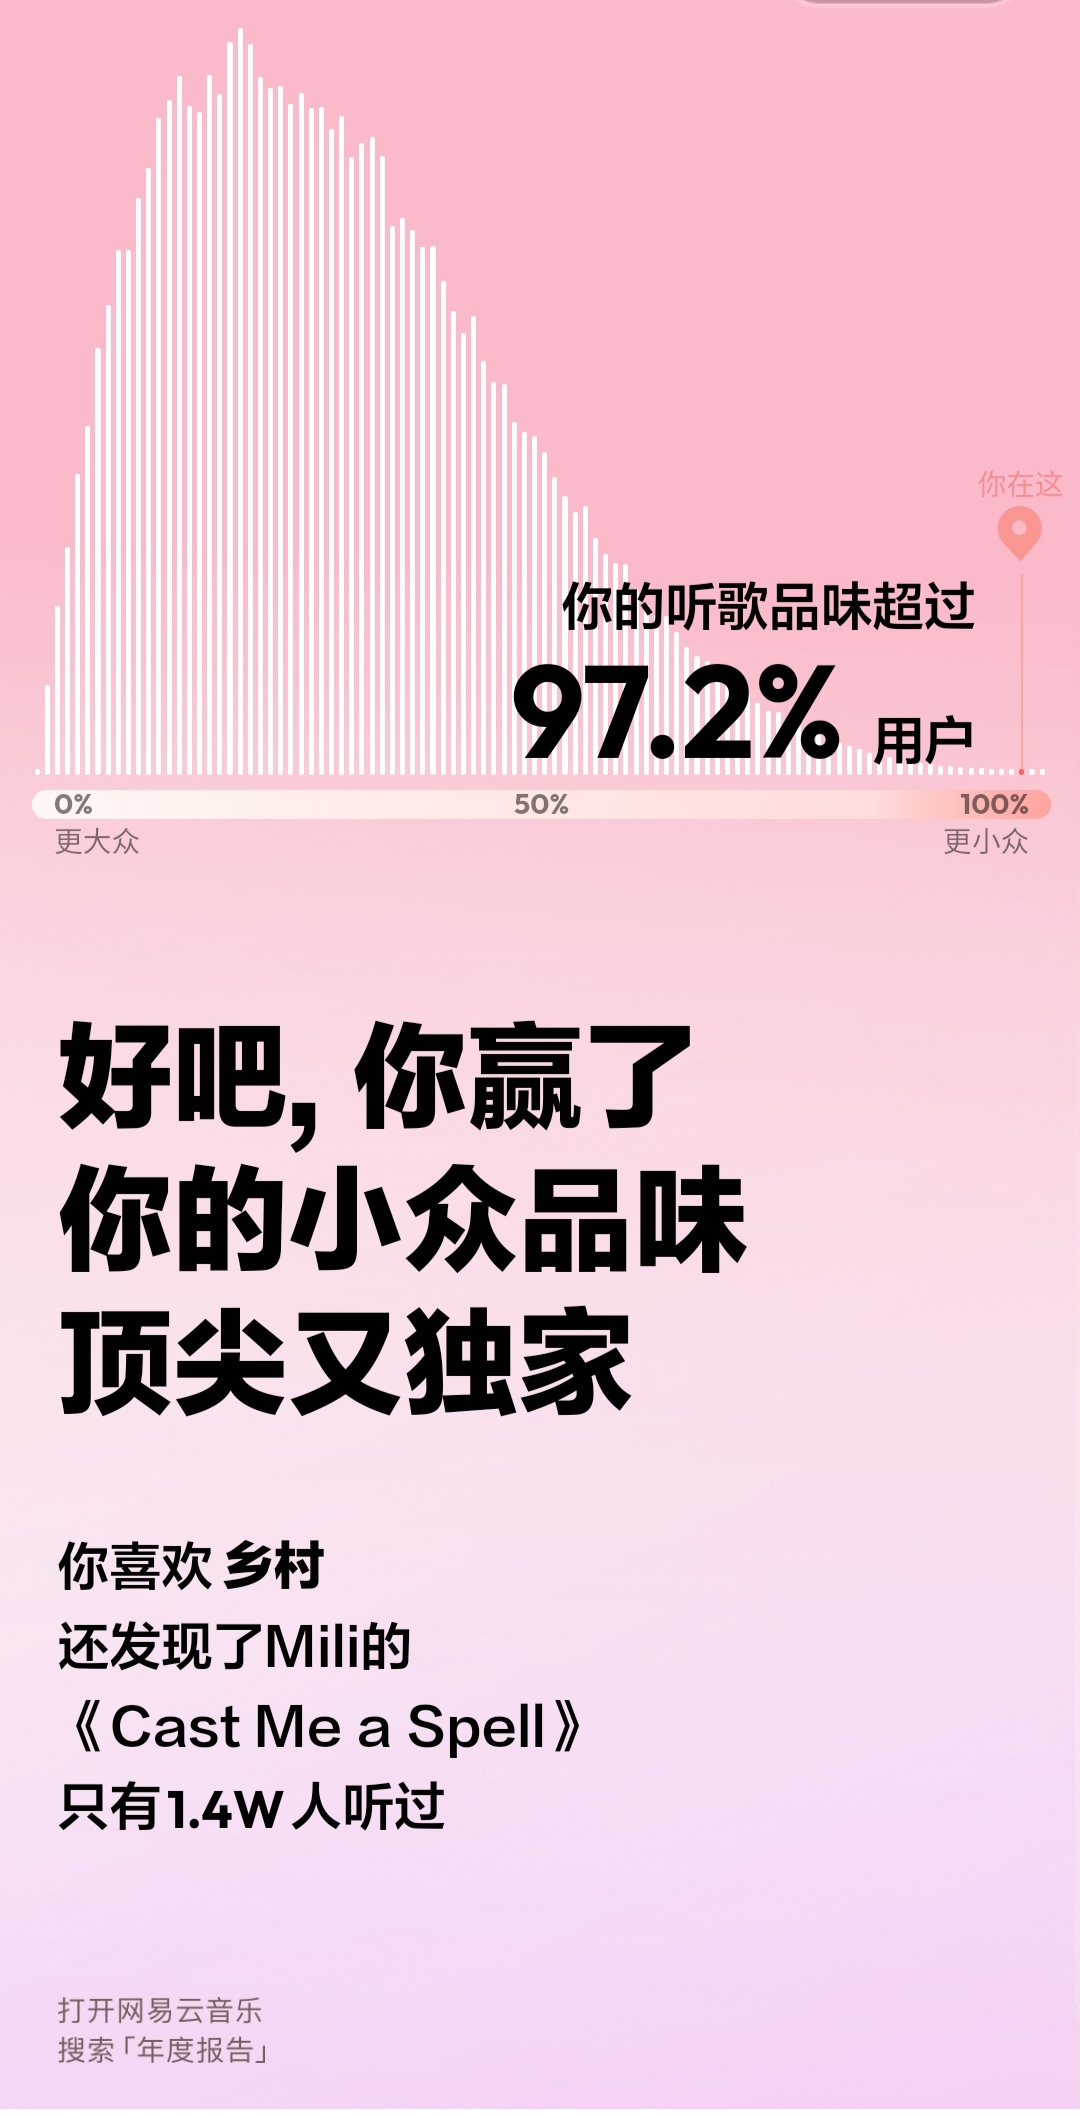 你在这
你的听歌品味超过
97.2% 用户
0% 50% 100%
更大众 更小众
好吧, 你赢了
你的小众品味
顶尖又独家
你喜欢 乡村
还发现了Mili的
《Cast Me a Spell》
只有1.4W人听过
打开网易云音乐
搜索「年度报告」